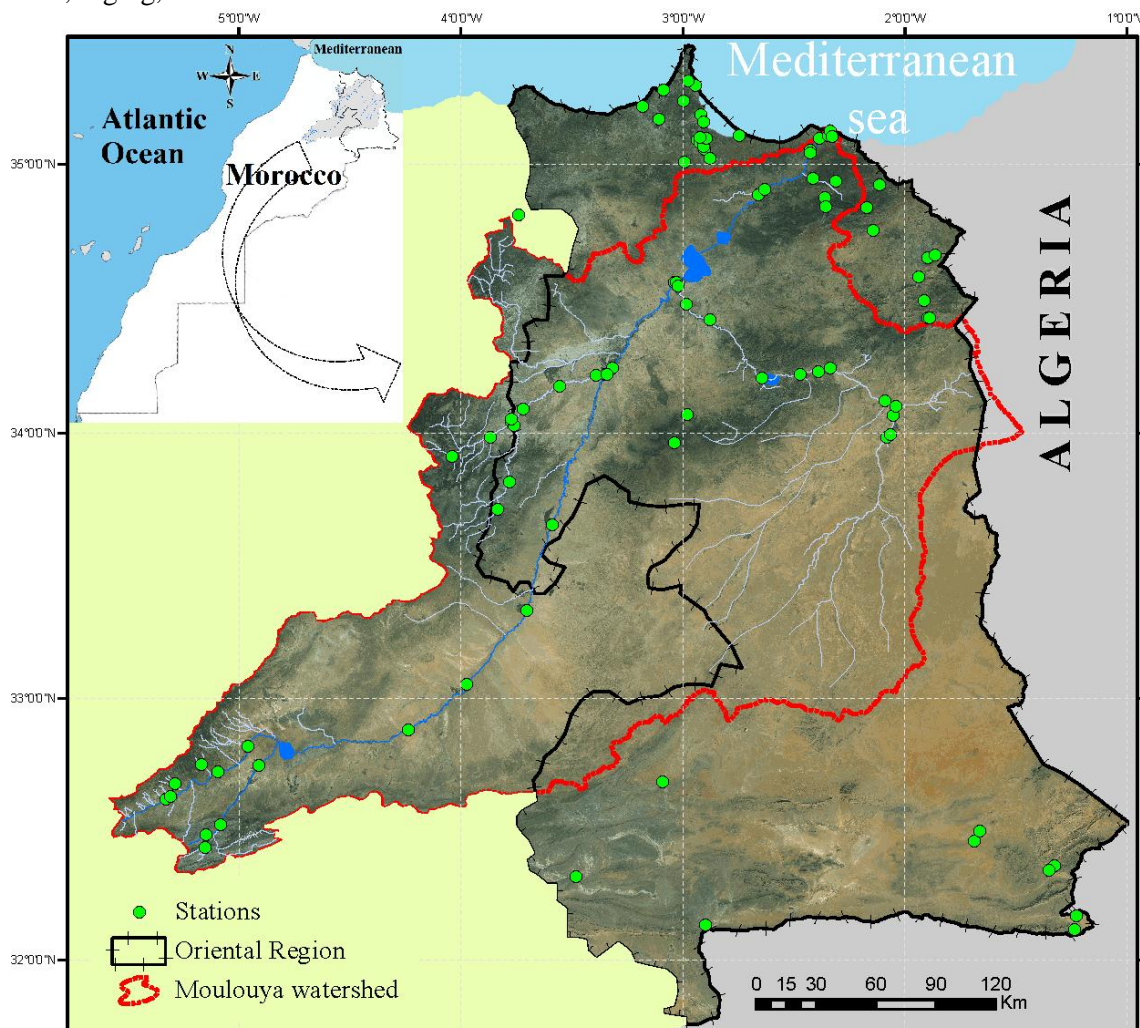 5°0'0"W 4°0'0"W 3°0'0"W 2°0'0"W 1°0'0"W
N
W E
S
Mediterranean
Atlantic
Ocean
Morocco
Mediterranean
sea
ALGERIA
35°0'0"N
34°0'0"N
33°0'0"N
32°0'0"N
Stations
Oriental Region
Moulouya watershed
0 15 30 60 90 120
Km